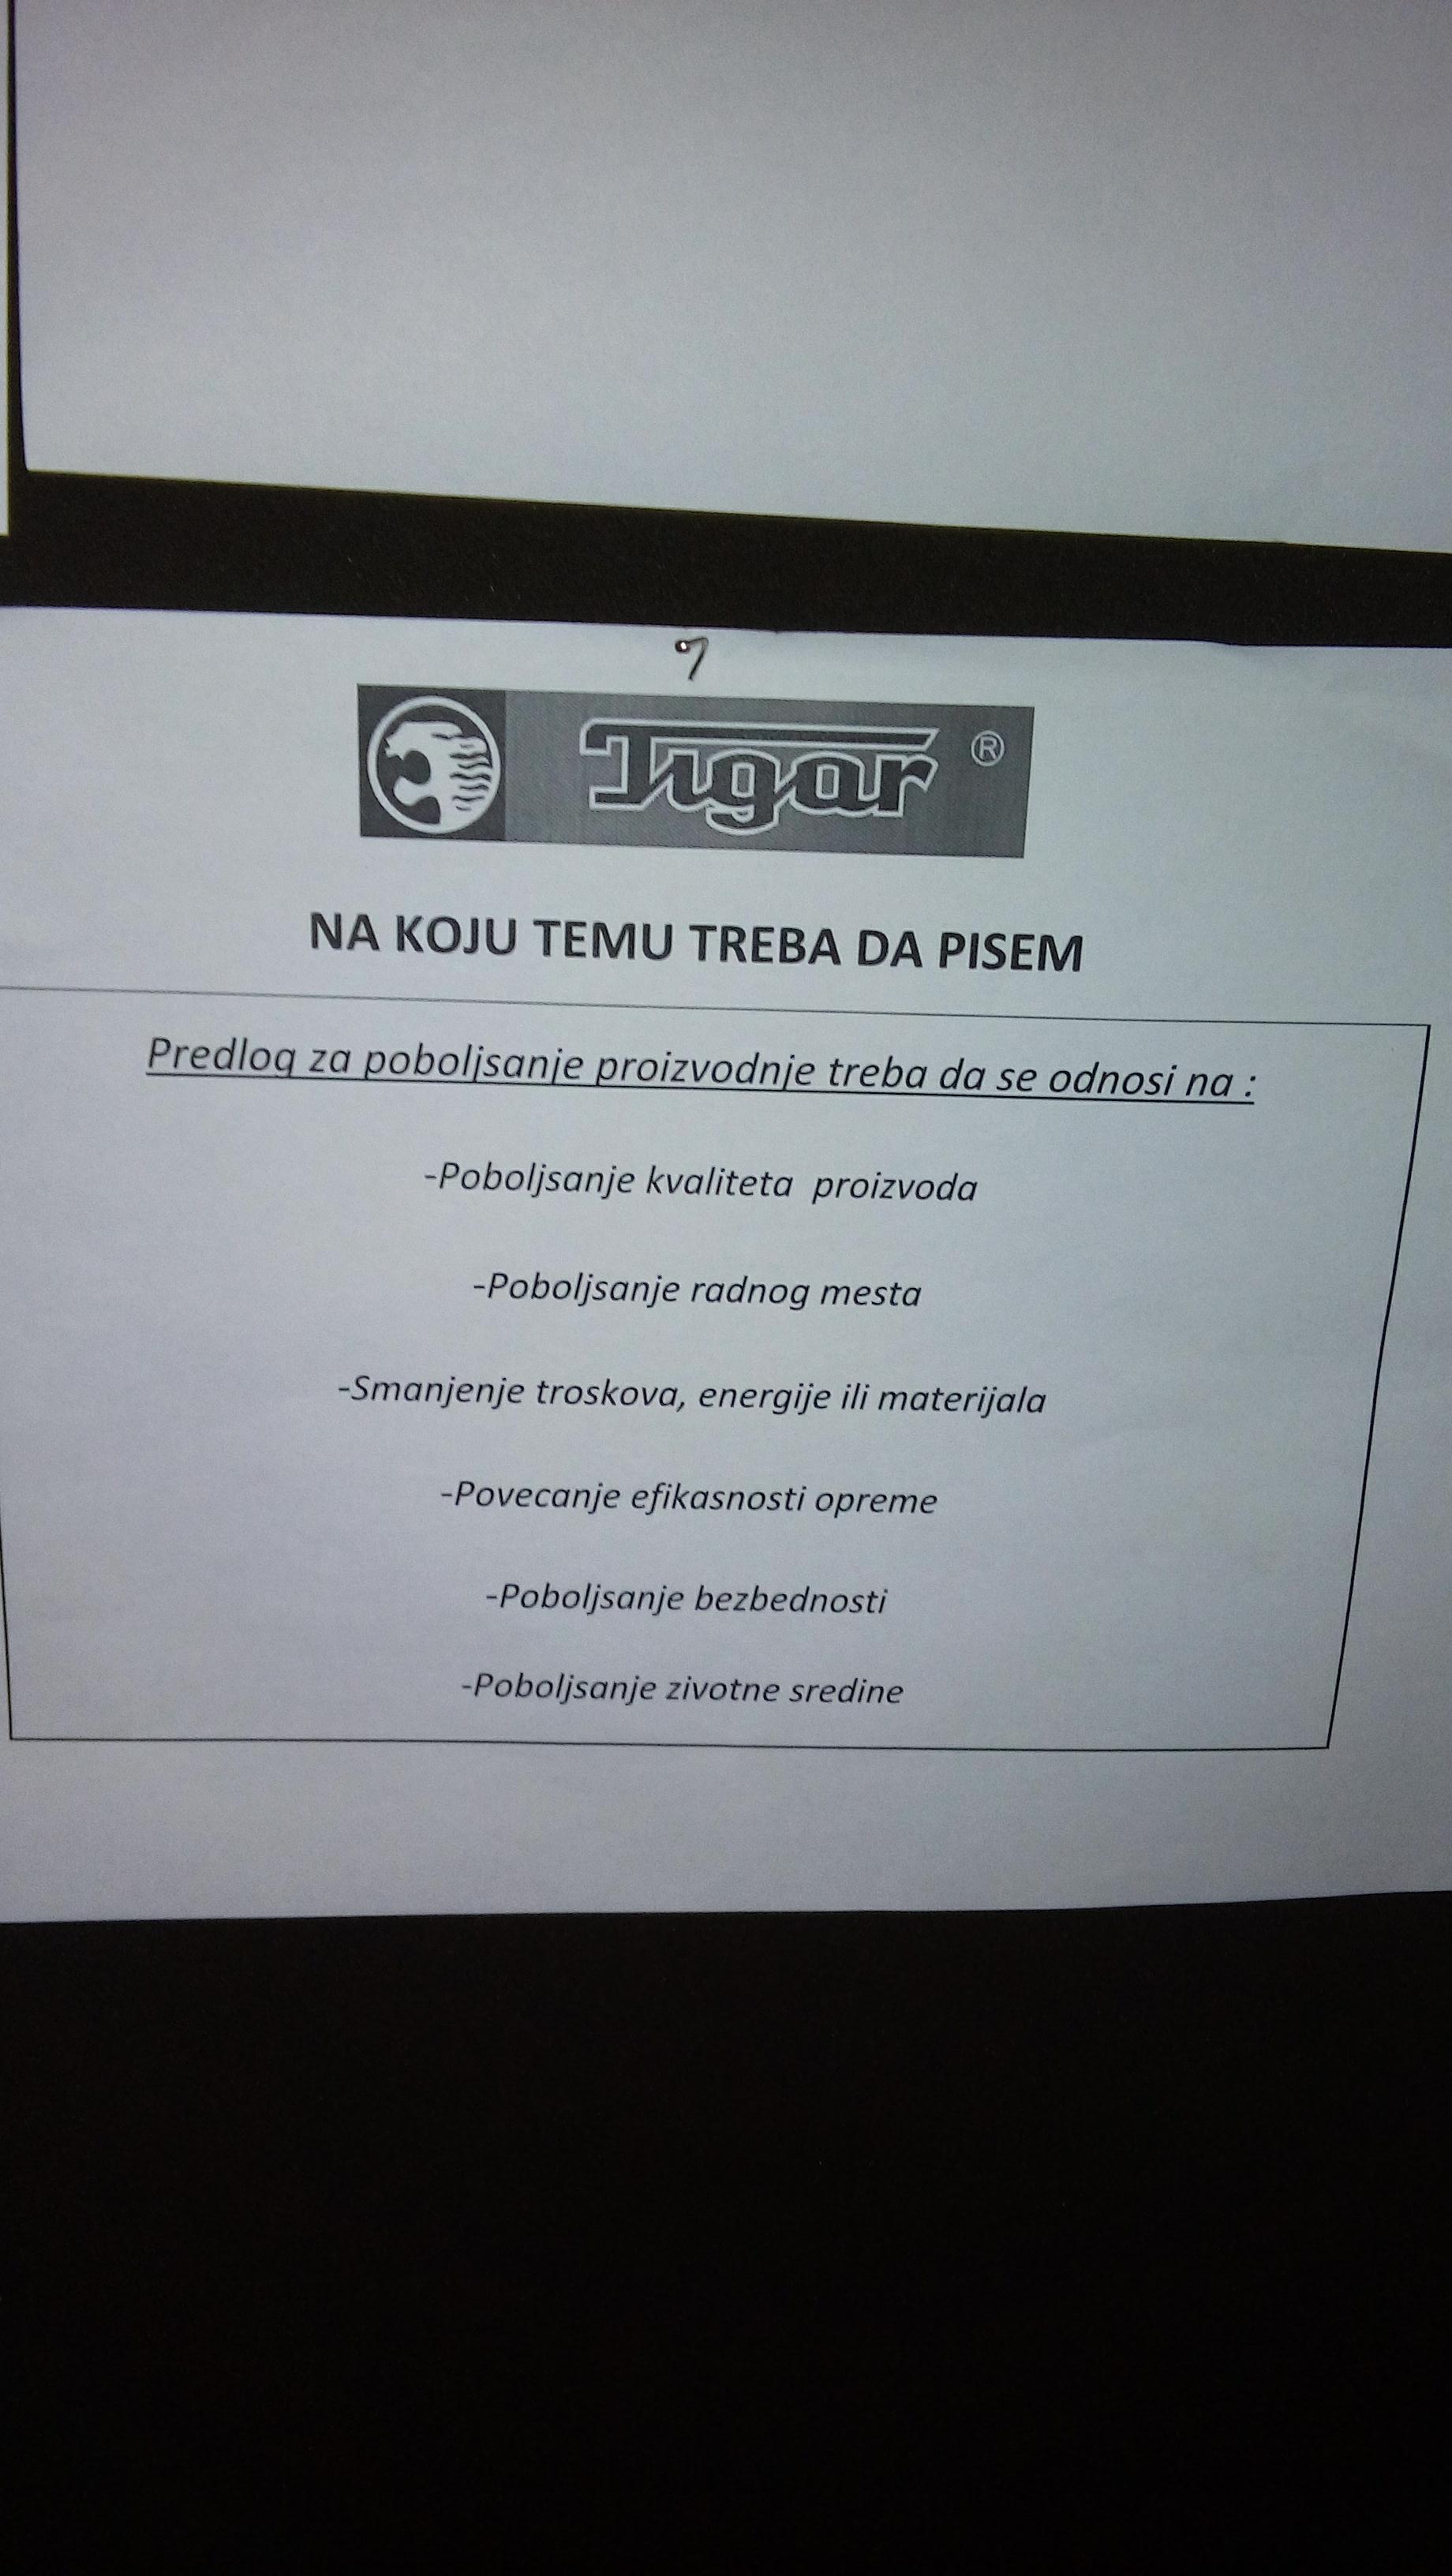 Tigar ®
NA KOJU TEMU TREBA DA PISEM
Predlog za poboljsanje proizvodnje treba da se odnosi na :
-Poboljsanje kvaliteta proizvoda
-Poboljsanje radnog mesta
-Smanjenje troskova, energije ili materijala
-Povecanje efikasnosti opreme
-Poboljsanje bezbednosti
-Poboljsanje zivotne sredine